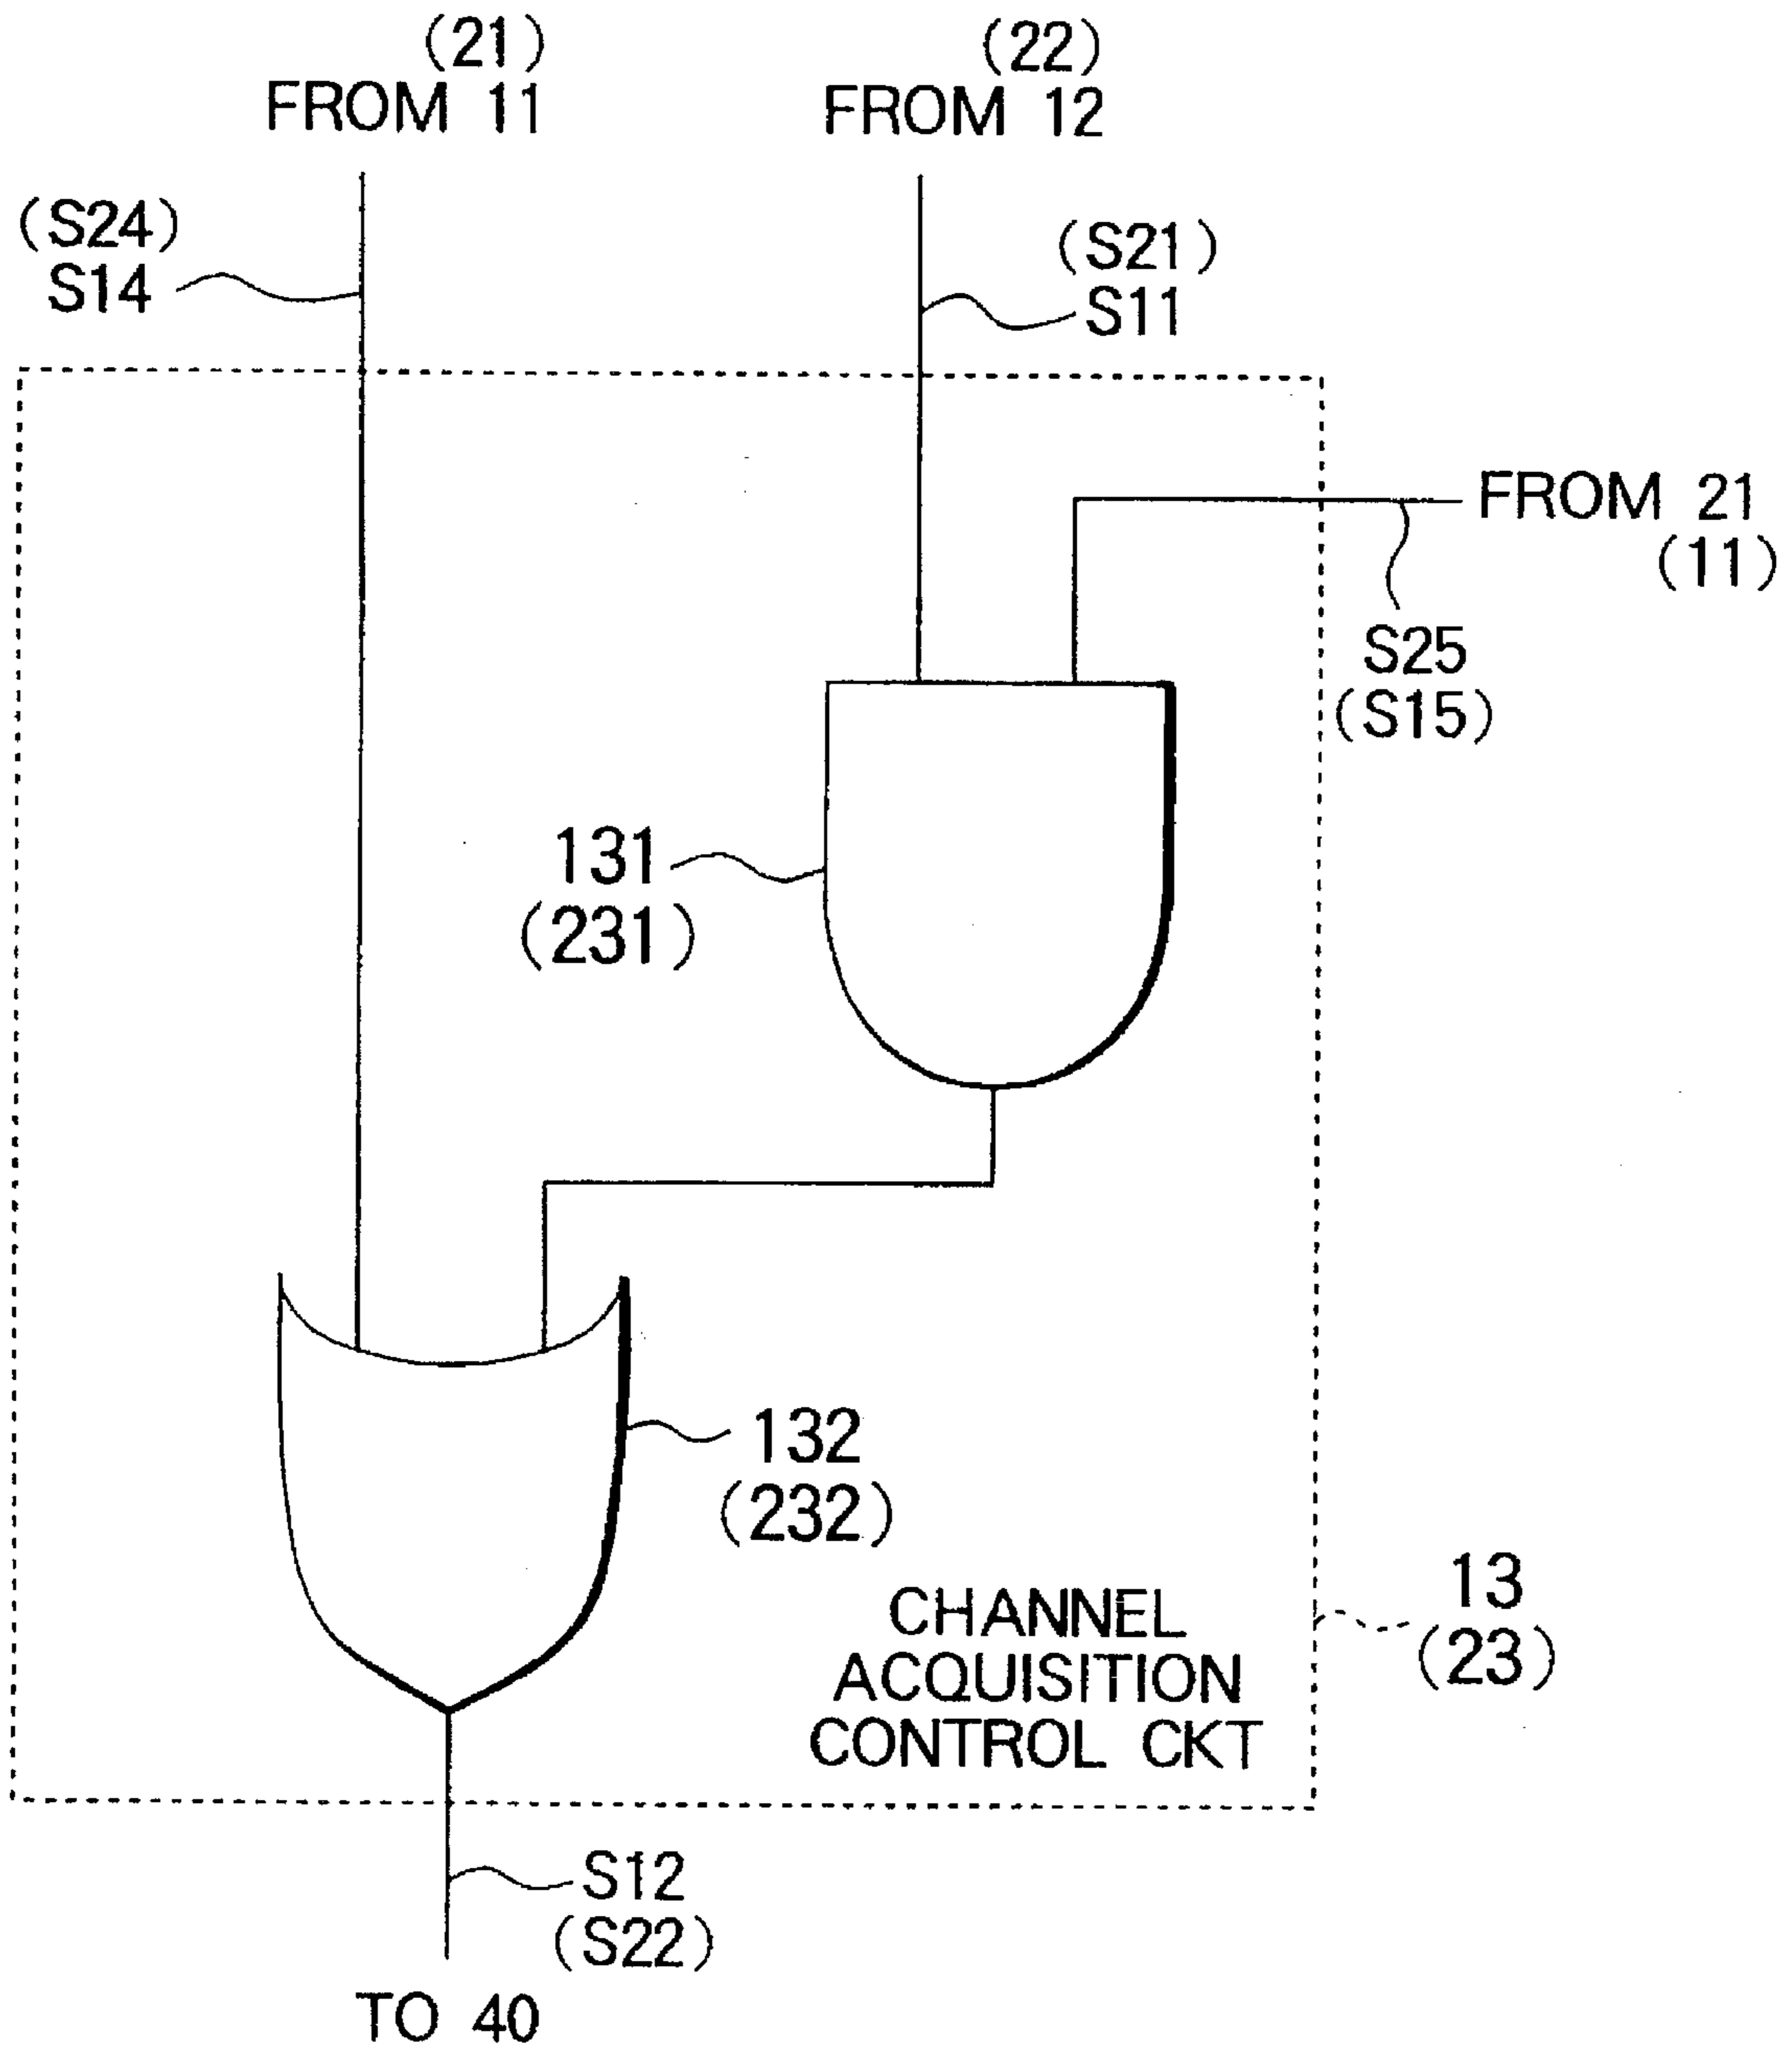 (21)
FROM 11
(22)
FROM 12
(S24)
S14
(S21)
S11
FROM 21
(11)
S25
(S15)
131
(231)
132
(232)
CHANNEL
ACQUISITION
CONTROL CKT
13
(23)
S12
(S22)
TO 40